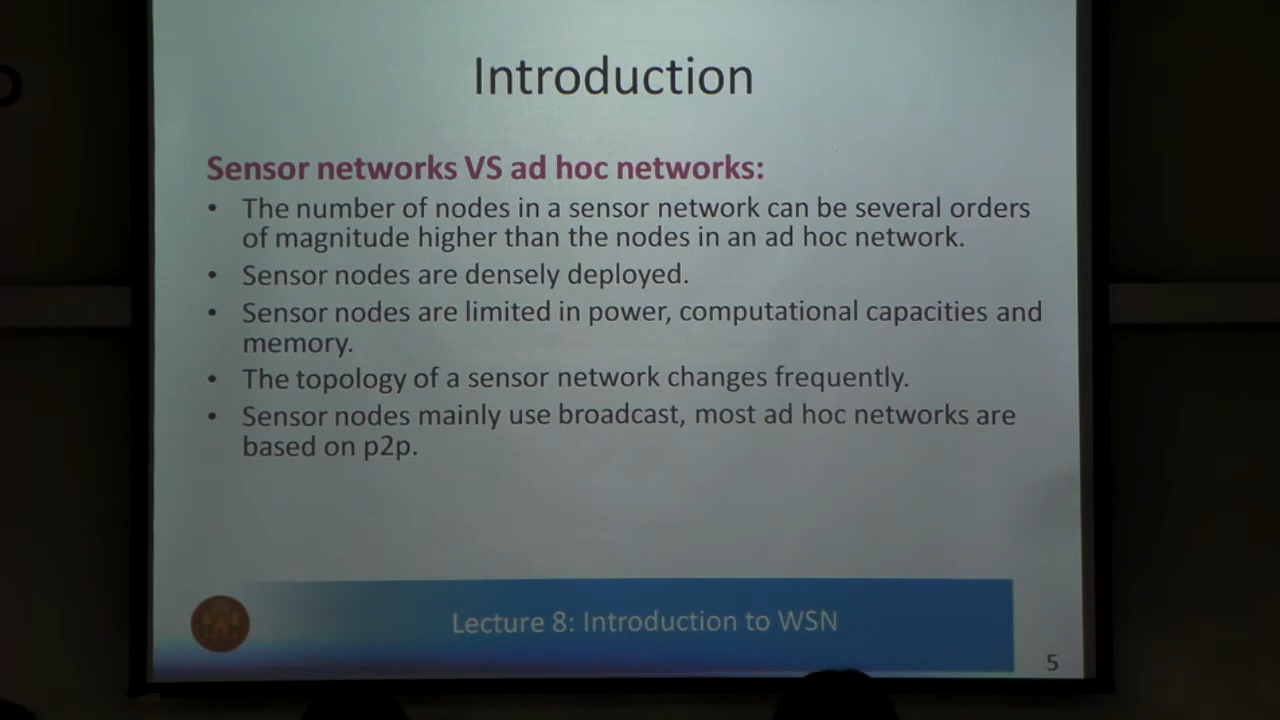 Introduction
Sensor networks VS ad hoc networks:
• The number of nodes in a sensor network can be several orders
of magnitude higher than the nodes in an ad hoc network.
• Sensor nodes are densely deployed.
• Sensor nodes are limited in power, computational capacities and
memory.
• The topology of a sensor network changes frequently.
• Sensor nodes mainly use broadcast, most ad hoc networks are
based on p2p.
Lecture 8: Introduction to WSN
5